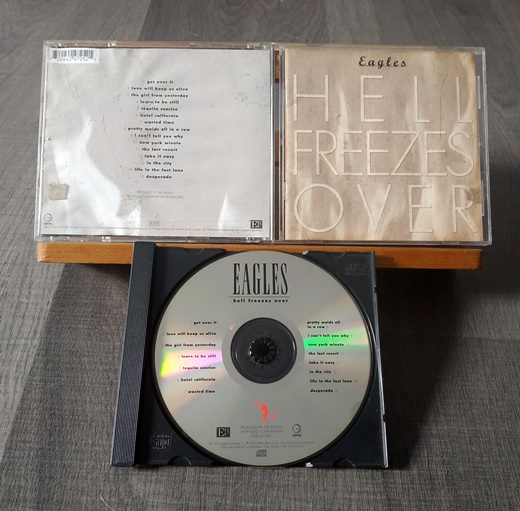 get over it
love will keep us alive
the girl from yesterday
learn to be still
tequila sunrise
hotel california
wasted time
pretty maids all in a row
I can't tell you why
new york minute
the last resort
take it easy
in the city
life in the fast lane
desperado
Eagles
HELL
FREEZES
OVER
EAGLES
hell freezes over
get over it
love will keep us alive
the girl from yesterday
learn to be still
tequila sunrise
hotel california
wasted time
pretty maids all
in a row
I can't tell you why
new york minute
the last resort
take it easy
in the city
life in the fast lane
desperado